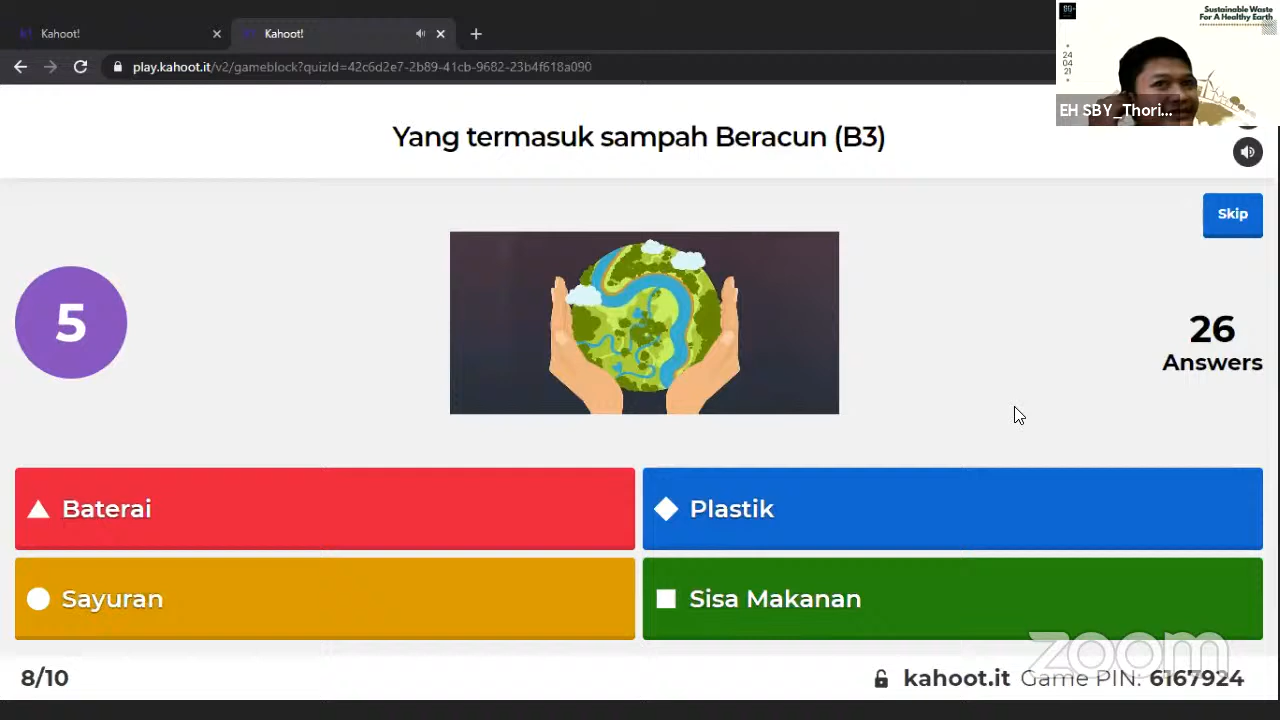 Kahoot!
Kahoot!
play.kahoot.it/v2/gameblock?quizId=42c6d2e7-2b89-41cb-9682-23b4f618a090
Sustainable Waste
For A Healthy Earth
24
04
21
EH SBY_Thori...
Yang termasuk sampah Beracun (B3)
Skip
5
26
Answers
Baterai
Plastik
Sayuran
Sisa Makanan
zoom
8/10
kahoot.it Game PIN: 6167924